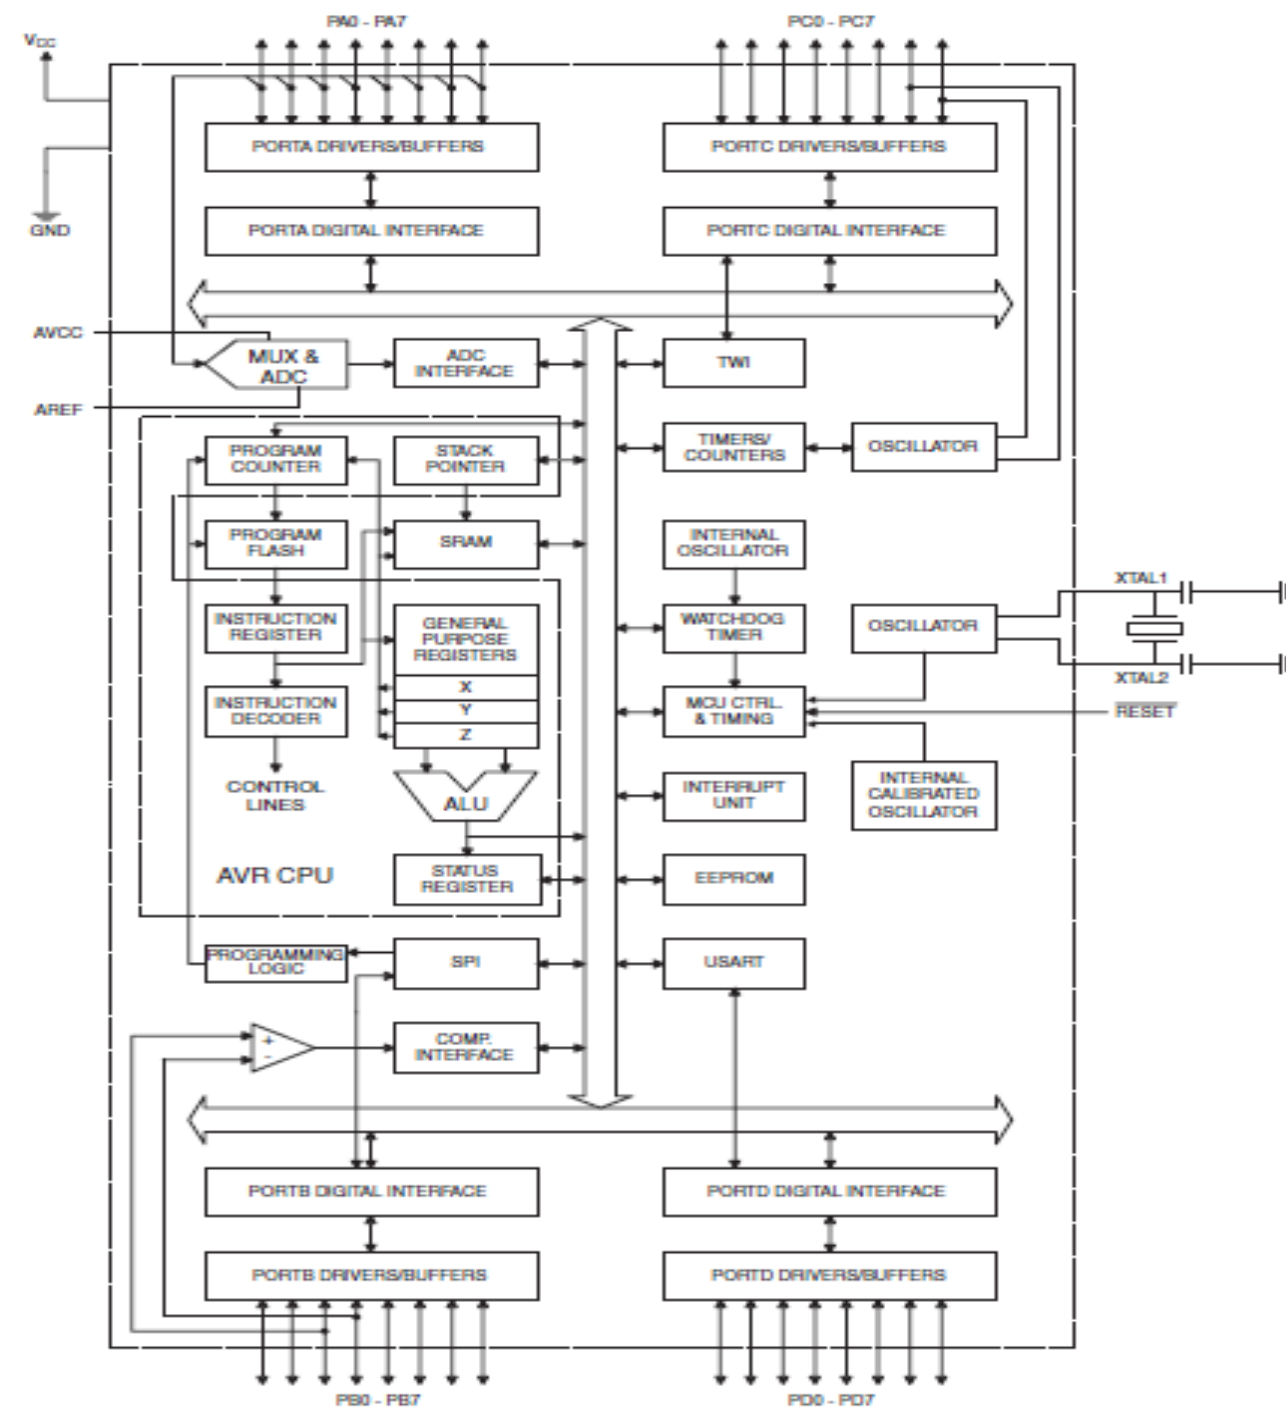 PA0 - PA7
PC0 - PC7
VCC
PORTA DRIVERS/BUFFERS
PORTC DRIVERS/BUFFERS
GND
PORTA DIGITAL INTERFACE
PORTC DIGITAL INTERFACE
AVCC
MUX &
ADC
ADC
INTERFACE
TWI
AREF
PROGRAM
COUNTER
STACK
POINTER
TIMERS/
COUNTERS
OSCILLATOR
PROGRAM
FLASH
SRAM
INTERNAL
OSCILLATOR
XTAL1
INSTRUCTION
REGISTER
GENERAL
PURPOSE
REGISTERS
WATCHDOG
TIMER
OSCILLATOR
X
XTAL2
INSTRUCTION
DECODER
Y
MCU CTRL.
& TIMING
RESET
Z
CONTROL
LINES
ALU
INTERRUPT
UNIT
INTERNAL
CALIBRATED
OSCILLATOR
AVR CPU
STATUS
REGISTER
EEPROM
PROGRAMMING
LOGIC
SPI
USART
+
-
COMP.
INTERFACE
PORTB DIGITAL INTERFACE
PORTD DIGITAL INTERFACE
PORTB DRIVERS/BUFFERS
PORTD DRIVERS/BUFFERS
PB0 - PB7
PD0 - PD7